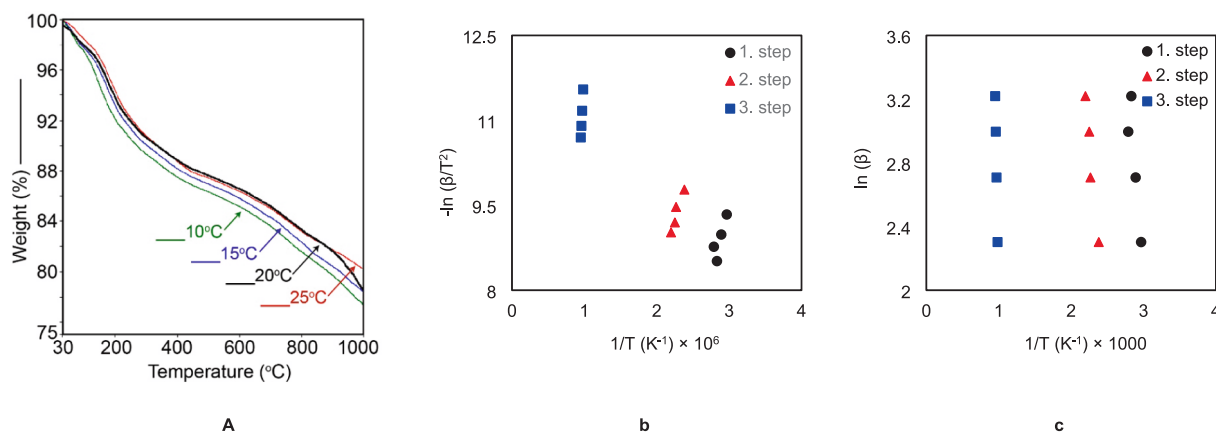 100
96
92
88
84
80
75
Weight (%)
10°C
15°C
20°C
25°C
30 200 400 600 800 1000
Temperature (°C)
A
12.5
11
9.5
8
-ln (β/T²)
1. step
2. step
3. step
0 1 2 3 4
1/T (K⁻¹) × 10⁶
b
3.6
3.2
2.8
2.4
2
ln (β)
1. step
2. step
3. step
0 1 2 3 4
1/T (K⁻¹) × 1000
c